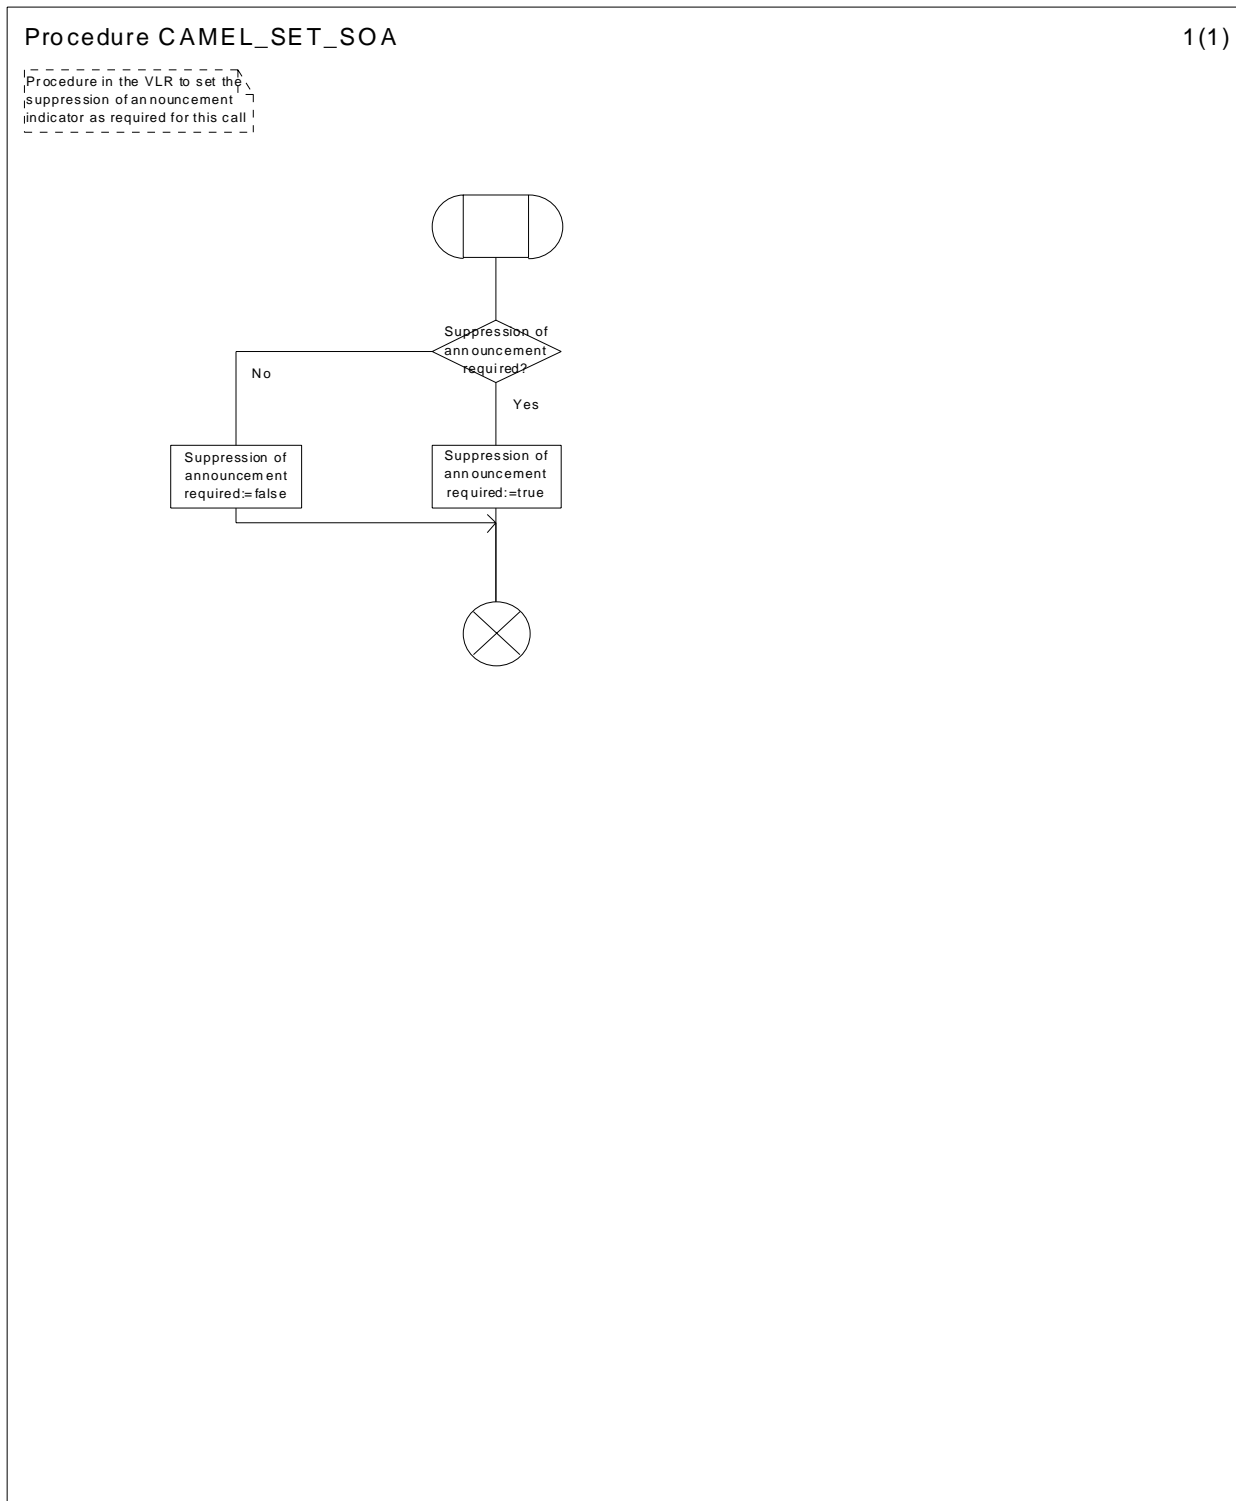 Procedure CAMEL_SET_SOA
1(1)
Procedure in the VLR to set the
suppression of announcement
indicator as required for this call
Suppression of
announcement
required?
No
Yes
Suppression of
announcement
required:=false
Suppression of
announcement
required:=true